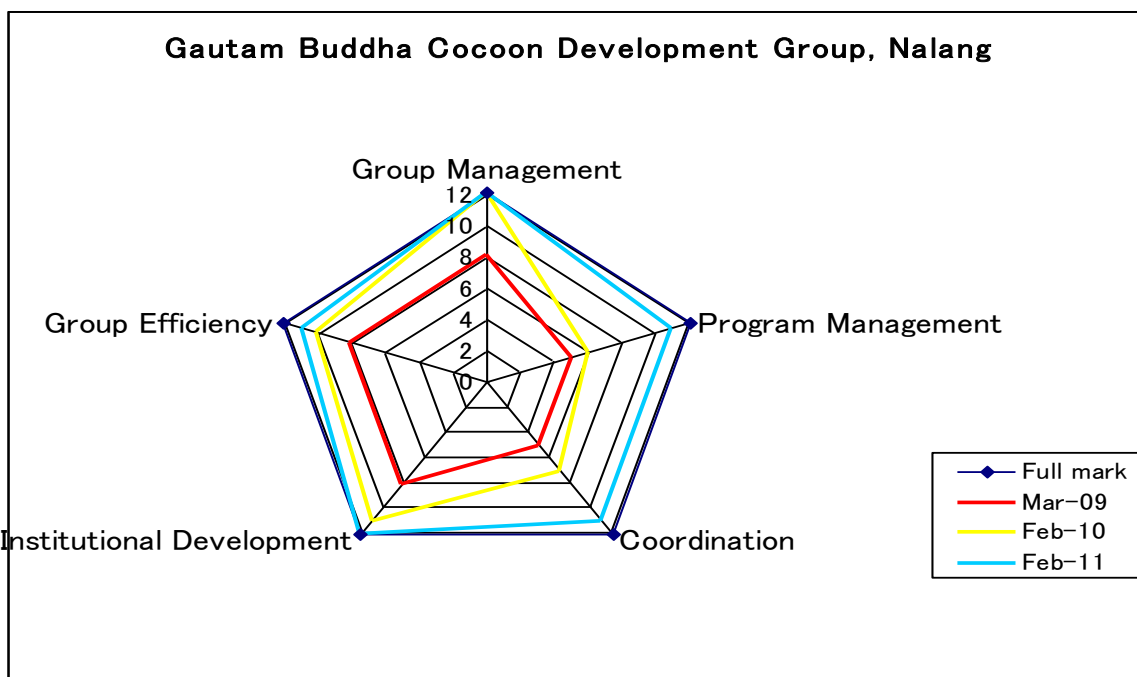 Gautam Buddha Cocoon Development Group, Nalang
Group Management
12
10
8
6
4
2
0
Group Efficiency
Program Management
Institutional Development
Coordination
Full mark
Mar-09
Feb-10
Feb-11